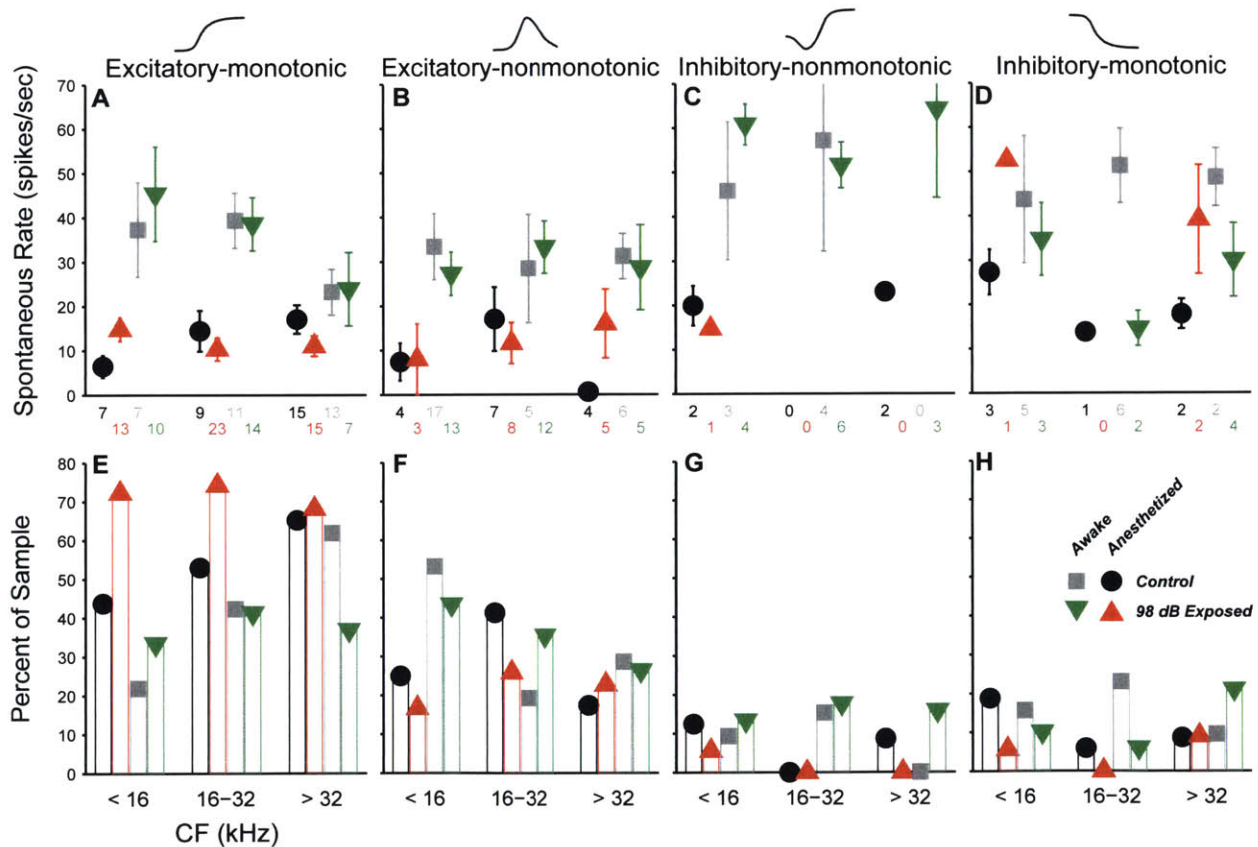 Excitatory-monotonic Excitatory-nonmonotonic Inhibitory-nonmonotonic Inhibitory-monotonic
A B C D
Spontaneous Rate (spikes/sec)
70
60
50
40
30
20
10
0
7 7 9 11 15 13 4 17 7 5 4 6 2 3 0 4 2 0 3 5 1 6 2 2
13 10 23 14 15 7 3 13 8 12 5 5 1 4 0 6 0 3 1 3 0 2 2 4
E F G H
Percent of Sample
80
70
60
50
40
30
20
10
0
Awake
Anesthetized
Control
98 dB Exposed
< 16 16–32 > 32 < 16 16–32 > 32 < 16 16–32 > 32 < 16 16–32 > 32
CF (kHz)